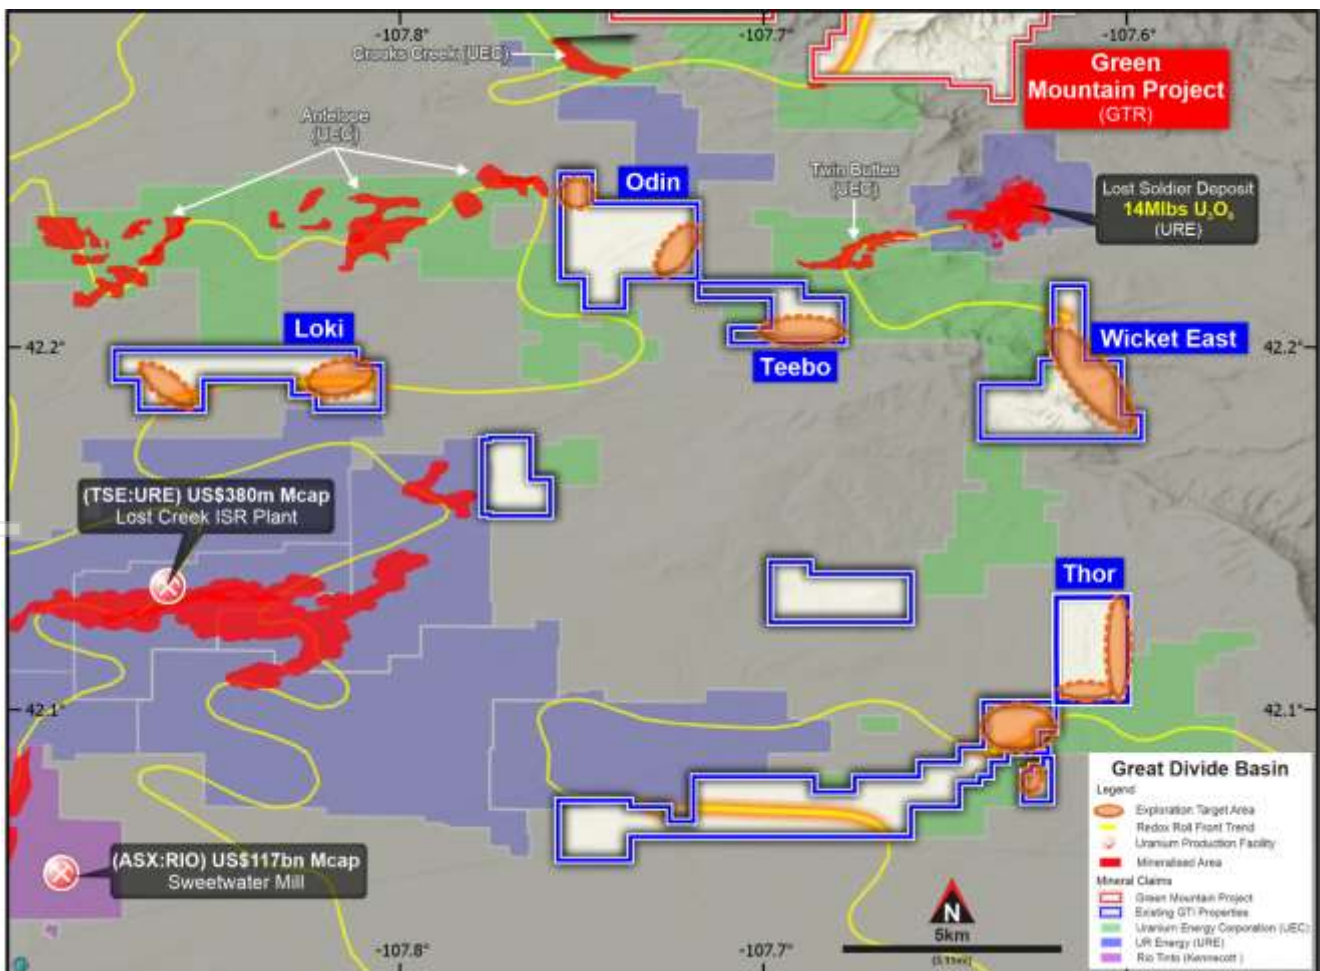 -107.8°
-107.7°
-107.6°
Crooks Creek (UEC)
Green
Mountain Project
(GTR)
Antelope
(UEC)
Odin
Twin Buttes
(UEC)
Lost Soldier Deposit
14Mlbs U₃O₈
(URE)
Loki
42.2°
42.2°
Wicket East
Teebo
(TSE:URE) US$380m Mcap
Lost Creek ISR Plant
Thor
42.1°
42.1°
(ASX:RIO) US$117bn Mcap
Sweetwater Mill
-107.8°
-107.7°
N
5km
Great Divide Basin
Legend
Exploration Target Area
Redox Roll Front Trend
Uranium Production Facility
Mineralised Area
Mineral Claims
Green Mountain Project
Existing GTI Properties
Uranium Energy Corporation (UEC)
UR Energy (URE)
Rio Tinto (Kennecott )